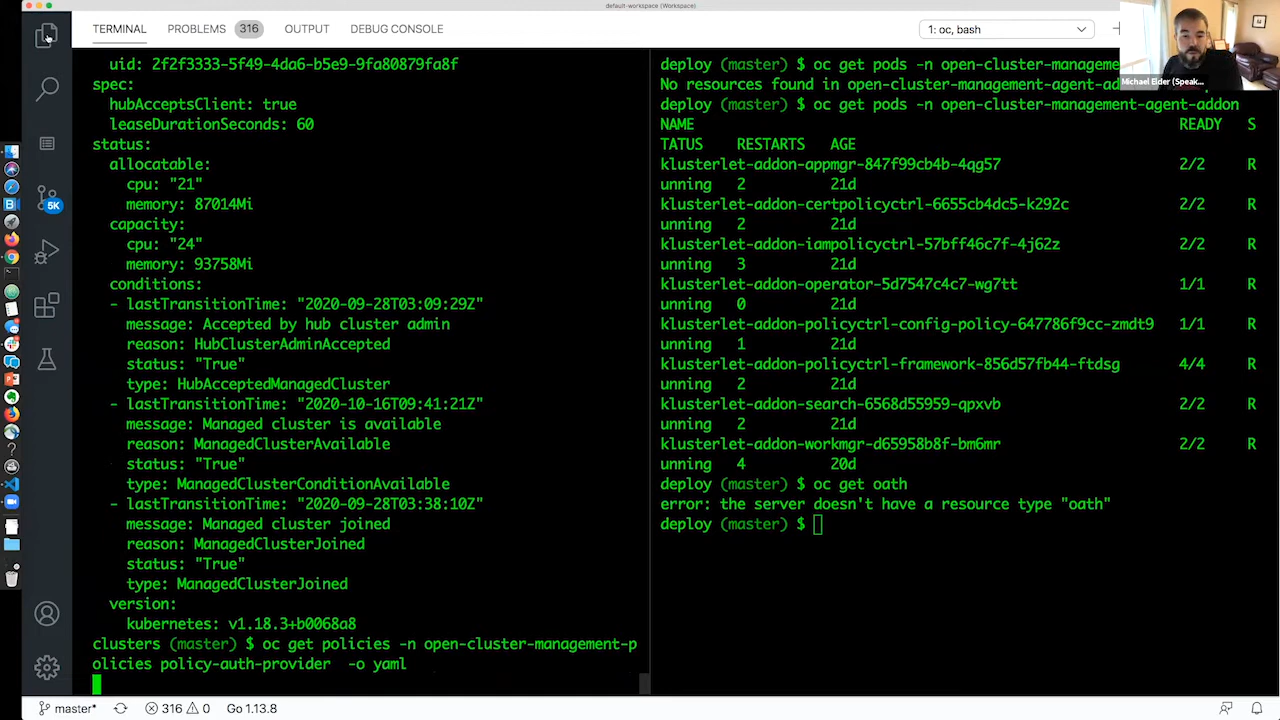 default-workspace (Workspace)
TERMINAL
PROBLEMS 316
OUTPUT
DEBUG CONSOLE
1: oc, bash
Michael Elder (Speak...
5K
uid: 2f2f3333-5f49-4da6-b5e9-9fa80879fa8f
spec:
hubAcceptsClient: true
leaseDurationSeconds: 60
status:
allocatable:
cpu: "21"
memory: 87014Mi
capacity:
cpu: "24"
memory: 93758Mi
conditions:
- lastTransitionTime: "2020-09-28T03:09:29Z"
message: Accepted by hub cluster admin
reason: HubClusterAdminAccepted
status: "True"
type: HubAcceptedManagedCluster
- lastTransitionTime: "2020-10-16T09:41:21Z"
message: Managed cluster is available
reason: ManagedClusterAvailable
status: "True"
type: ManagedClusterConditionAvailable
- lastTransitionTime: "2020-09-28T03:38:10Z"
message: Managed cluster joined
reason: ManagedClusterJoined
status: "True"
type: ManagedClusterJoined
version:
kubernetes: v1.18.3+b0068a8
clusters (master) $ oc get policies -n open-cluster-management-p
olicies policy-auth-provider -o yaml
deploy (master) $ oc get pods -n open-cluster-manageme
No resources found in open-cluster-management-agent-ad
deploy (master) $ oc get pods -n open-cluster-management-agent-addon
NAME READY S
TATUS RESTARTS AGE
klusterlet-addon-appmgr-847f99cb4b-4qg57 2/2 R
unning 2 21d
klusterlet-addon-certpolicyctrl-6655cb4dc5-k292c 2/2 R
unning 2 21d
klusterlet-addon-iampolicyctrl-57bff46c7f-4j62z 2/2 R
unning 3 21d
klusterlet-addon-operator-5d7547c4c7-wg7tt 1/1 R
unning 0 21d
klusterlet-addon-policyctrl-config-policy-647786f9cc-zmdt9 1/1 R
unning 1 21d
klusterlet-addon-policyctrl-framework-856d57fb44-ftdsg 4/4 R
unning 2 21d
klusterlet-addon-search-6568d55959-qpxvb 2/2 R
unning 2 21d
klusterlet-addon-workmgr-d65958b8f-bm6mr 2/2 R
unning 4 20d
deploy (master) $ oc get oath
error: the server doesn't have a resource type "oath"
deploy (master) $
master* 316 0 Go 1.13.8